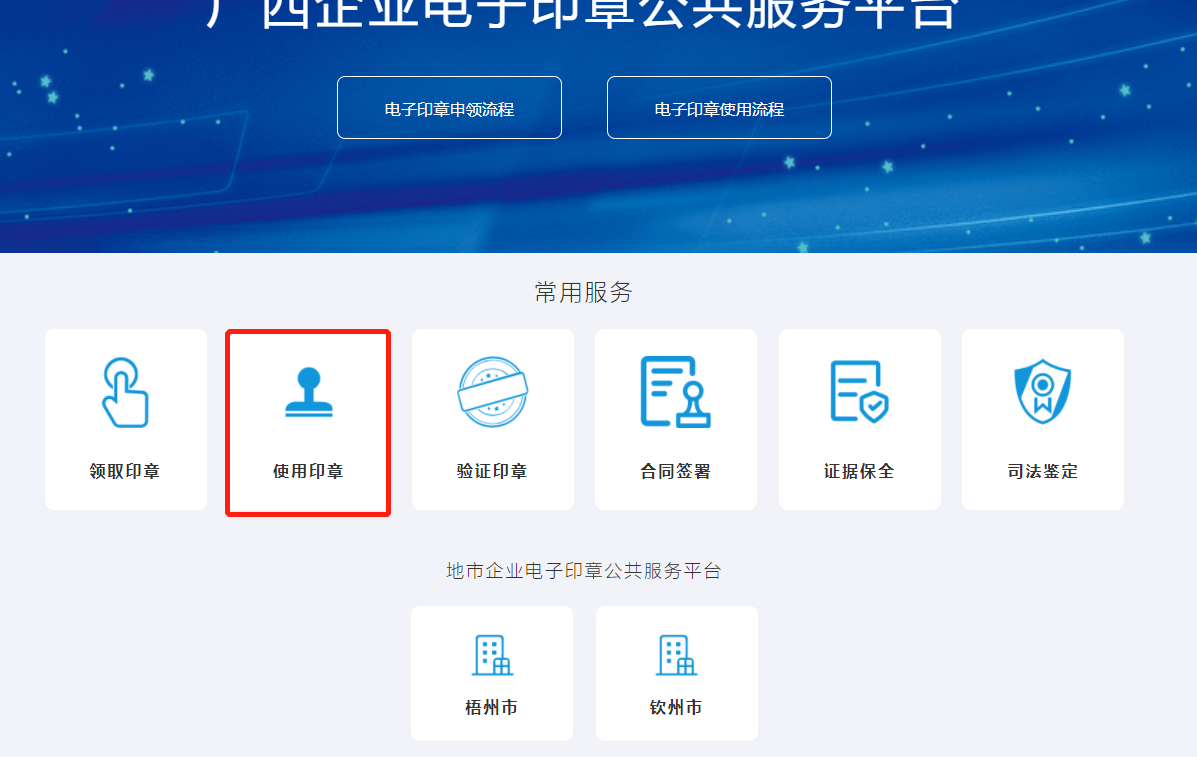 广西企业电子印章公共服务平台
电子印章申领流程
电子印章使用流程
常用服务
领取印章
使用印章
验证印章
合同签署
证据保全
司法鉴定
地市企业电子印章公共服务平台
梧州市
钦州市